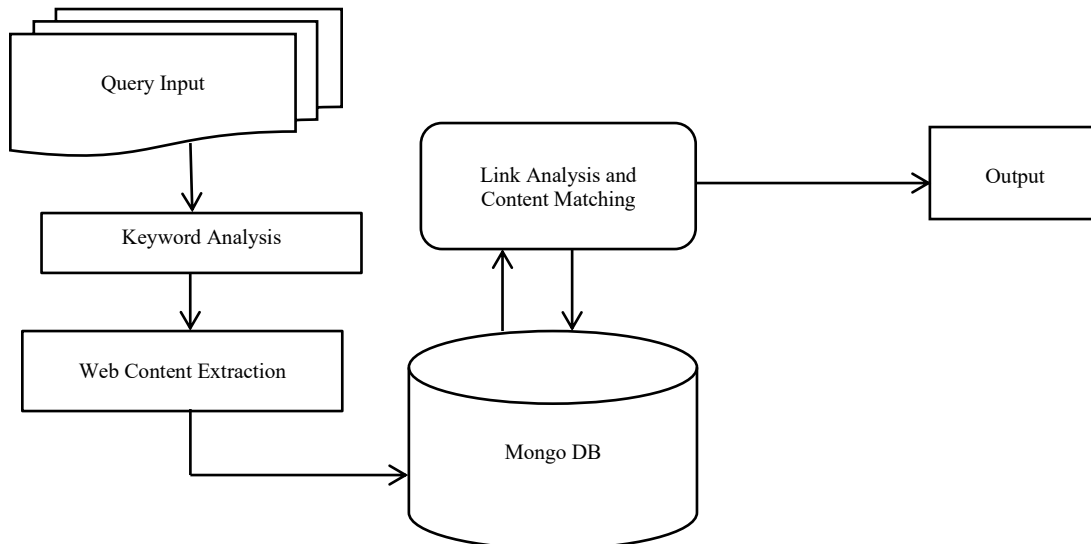 Query Input
Keyword Analysis
Web Content Extraction
Link Analysis and
Content Matching
Mongo DB
Output